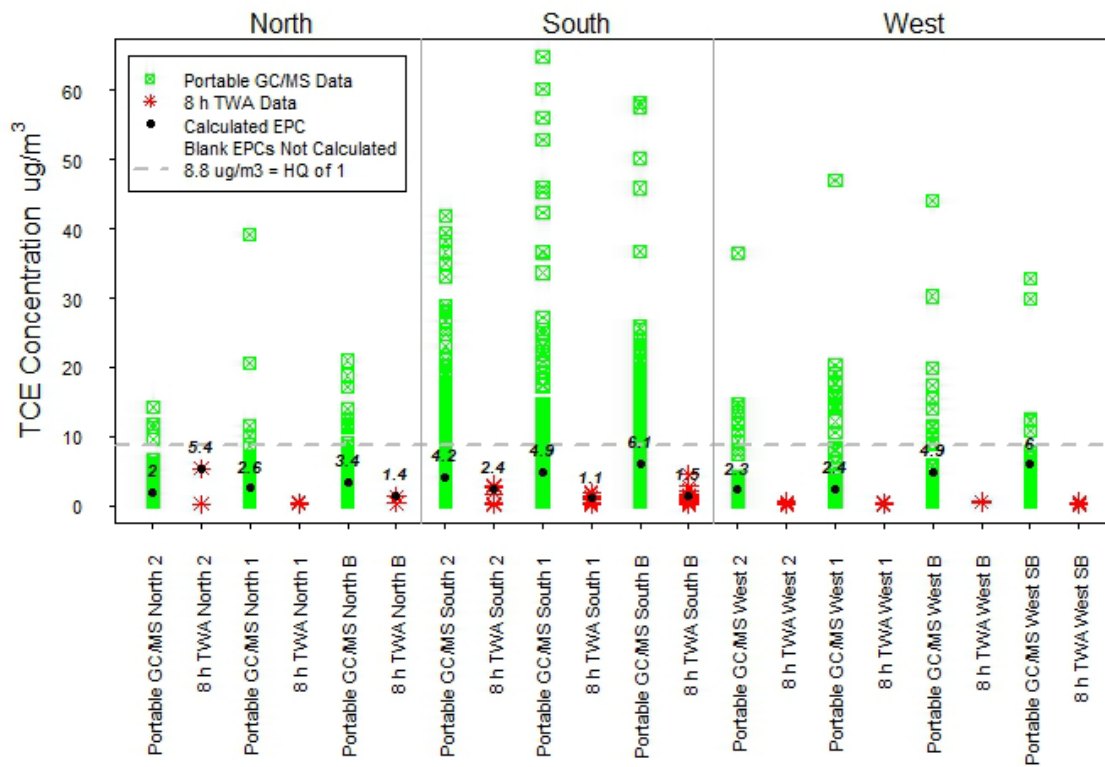 North South West
Portable GC/MS Data
8 h TWA Data
Calculated EPC
Blank EPCs Not Calculated
8.8 ug/m3 = HQ of 1
TCE Concentration ug/m³
60
50
40
30
20
10
0
2
5.4
2.6
3.4
1.4
4.2
2.4
4.9
1.1
6.1
1.5
2.3
2.4
4.9
6
Portable GC/MS North 2
8 h TWA North 2
Portable GC/MS North 1
8 h TWA North 1
Portable GC/MS North B
8 h TWA North B
Portable GC/MS South 2
8 h TWA South 2
Portable GC/MS South 1
8 h TWA South 1
Portable GC/MS South B
8 h TWA South B
Portable GC/MS West 2
8 h TWA West 2
Portable GC/MS West 1
8 h TWA West 1
Portable GC/MS West B
8 h TWA West B
Portable GC/MS West SB
8 h TWA West SB